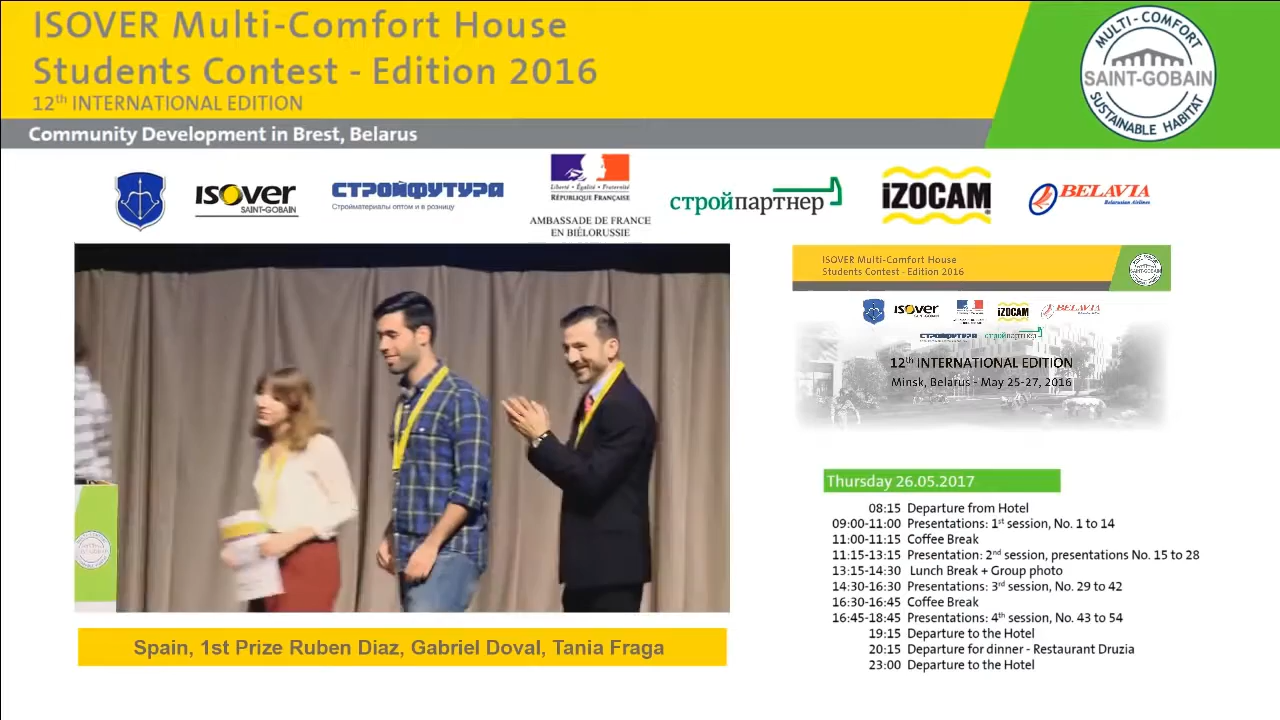 ISOVER Multi-Comfort House
Students Contest - Edition 2016
12th INTERNATIONAL EDITION
Community Development in Brest, Belarus
MULTI-COMFORT
SAINT-GOBAIN
SUSTAINABLE HABITAT
isover
SAINT-GOBAIN
СТРОЙФУТУРА
Стройматериалы оптом и в розницу
Liberté • Égalité • Fraternité
RÉPUBLIQUE FRANÇAISE
AMBASSADE DE FRANCE
EN BIÉLORUSSIE
стройпартнер
iZOCAM
BELAVIA
Belarusian Airlines
ISOVER Multi-Comfort House
Students Contest - Edition 2016
SAINT-GOBAIN
isover
iZOCAM
BELAVIA
СТРОЙФУТУРА
стройпартнер
12th INTERNATIONAL EDITION
Minsk, Belarus - May 25-27, 2016
Thursday 26.05.2017
08:15 Departure from Hotel
09:00-11:00 Presentations: 1st session, No. 1 to 14
11:00-11:15 Coffee Break
11:15-13:15 Presentation: 2nd session, presentations No. 15 to 28
13:15-14:30 Lunch Break + Group photo
14:30-16:30 Presentations: 3rd session, No. 29 to 42
16:30-16:45 Coffee Break
16:45-18:45 Presentations: 4th session, No. 43 to 54
19:15 Departure to the Hotel
20:15 Departure for dinner - Restaurant Druzia
23:00 Departure to the Hotel
Spain, 1st Prize Ruben Diaz, Gabriel Doval, Tania Fraga